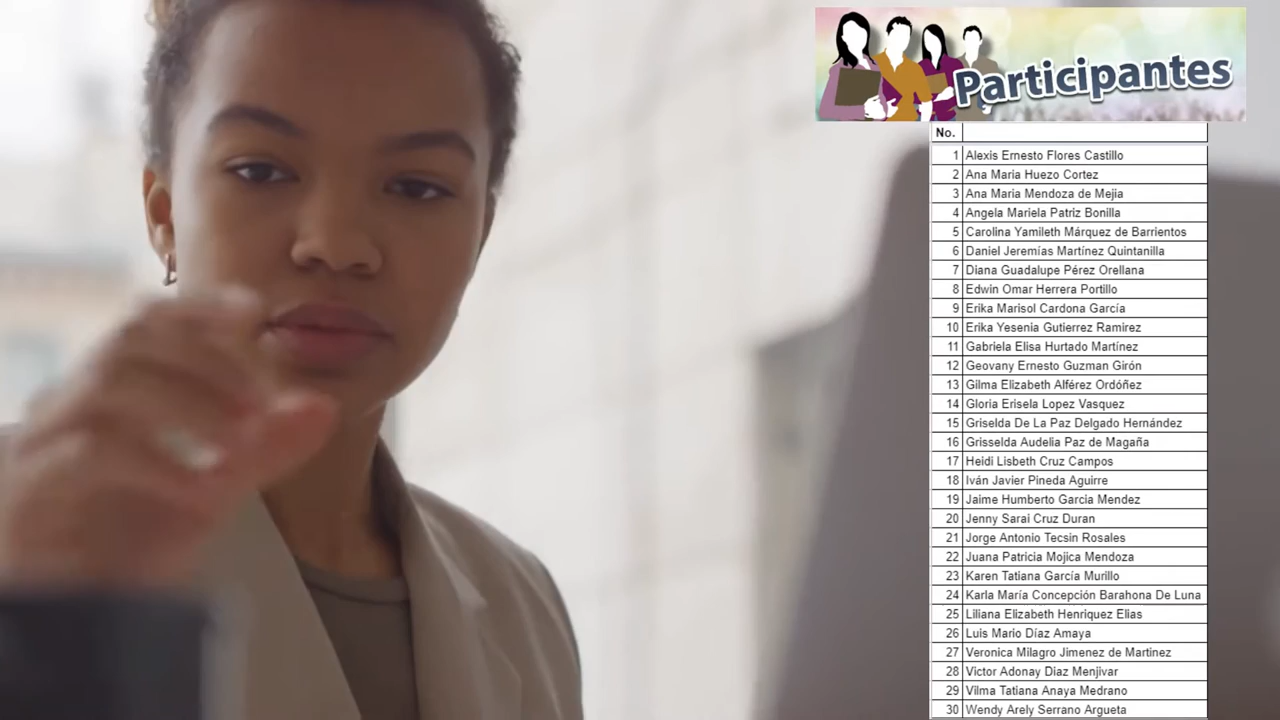 Participantes
No.
1 Alexis Ernesto Flores Castillo
2 Ana Maria Huezo Cortez
3 Ana Maria Mendoza de Mejia
4 Angela Mariela Patriz Bonilla
5 Carolina Yamileth Márquez de Barrientos
6 Daniel Jeremías Martínez Quintanilla
7 Diana Guadalupe Pérez Orellana
8 Edwin Omar Herrera Portillo
9 Erika Marisol Cardona García
10 Erika Yesenia Gutierrez Ramirez
11 Gabriela Elisa Hurtado Martínez
12 Geovany Ernesto Guzman Girón
13 Gilma Elizabeth Alférez Ordóñez
14 Gloria Erisela Lopez Vasquez
15 Griselda De La Paz Delgado Hernández
16 Grisselda Audelia Paz de Magaña
17 Heidi Lisbeth Cruz Campos
18 Iván Javier Pineda Aguirre
19 Jaime Humberto Garcia Mendez
20 Jenny Sarai Cruz Duran
21 Jorge Antonio Tecsin Rosales
22 Juana Patricia Mojica Mendoza
23 Karen Tatiana García Murillo
24 Karla María Concepción Barahona De Luna
25 Liliana Elizabeth Henriquez Elias
26 Luis Mario Díaz Amaya
27 Veronica Milagro Jimenez de Martinez
28 Victor Adonay Diaz Menjivar
29 Vilma Tatiana Anaya Medrano
30 Wendy Arely Serrano Argueta